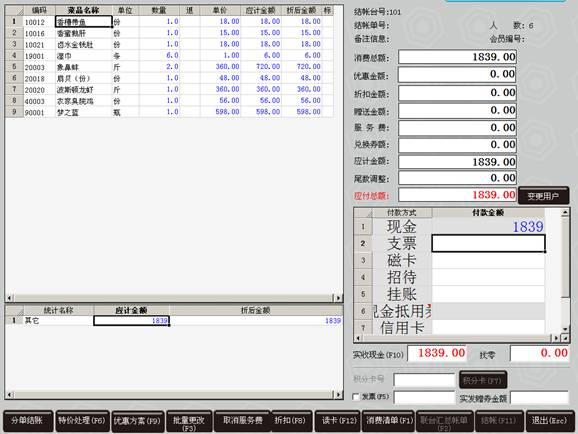 编码 菜品名称 单位 数量 退 单价 应计金额 折后金额 标
1 10012 香糟带鱼 份 1.0 18.00 18.00 18.00
2 10016 香蜜鹅肝 份 1.0 15.00 15.00 15.00
3 10021 卤水金钱肚 份 1.0 18.00 18.00 18.00
4 19001 湿巾 条 6.0 1.00 6.00 6.00
5 20003 象鼻蚌 斤 2.0 360.00 720.00 720.00
6 20018 扇贝(份) 份 1.0 48.00 48.00 48.00
7 20020 波斯顿龙虾 斤 1.0 360.00 360.00 360.00
8 40003 农家臭豌鸡 份 1.0 56.00 56.00 56.00
9 90001 梦之蓝 瓶 1.0 598.00 598.00 598.00
统计名称 应计金额 折后金额
1 其它 1839 1839
结帐台号:101
结帐单号: 人 数: 6
备注信息: 会员编号:
消费总额: 1839.00
优惠金额: 0.00
折扣金额: 0.00
赠送金额: 0.00
服 务 费: 0.00
兑换券额: 0.00
应计金额: 1839.00
尾数调整: 0.00
应付总额: 1839.00 变更用户
付款方式 付款金额
1 现金 1839
2 支票
3 磁卡
4 招待
5 挂账
6 现金抵用券
7 信用卡
实收现金(F10) 1839.00 找零 0.00
积分卡号 积分卡(F7)
发票(F5) 实发赠券金额
分单结账 特价处理(F6) 优惠方案(F9) 批量更改(F3) 取消服务费 折扣(F8) 读卡(F12) 消费清单(F1) 联台汇总帐单(F2) 结帐(F11) 退出(Esc)